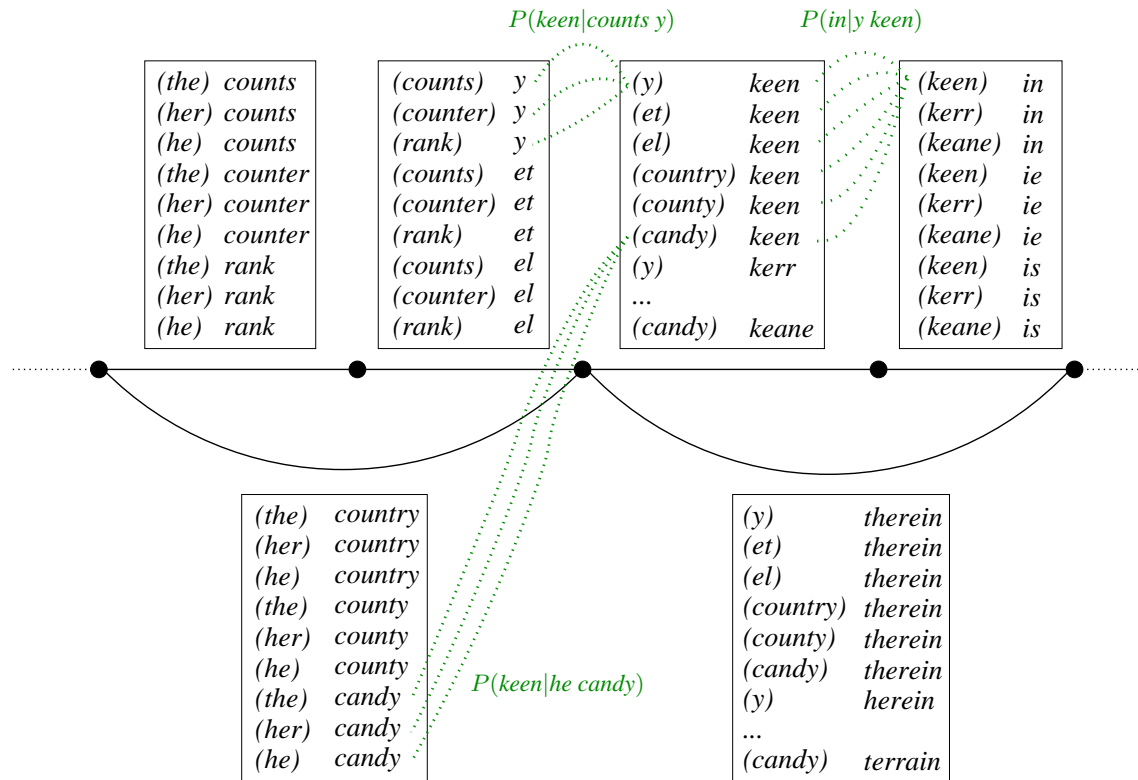 P(keen|counts y)
P(in|y keen)
(the) counts
(her) counts
(he) counts
(the) counter
(her) counter
(he) counter
(the) rank
(her) rank
(he) rank
(counts) y
(counter) y
(rank) y
(counts) et
(counter) et
(rank) et
(counts) el
(counter) el
(rank) el
(y) keen
(et) keen
(el) keen
(country) keen
(county) keen
(candy) keen
(y) kerr
...
(candy) keane
(keen) in
(kerr) in
(keane) in
(keen) ie
(kerr) ie
(keane) ie
(keen) is
(kerr) is
(keane) is
(the) country
(her) country
(he) country
(the) county
(her) county
(he) county
(the) candy
(her) candy
(he) candy
P(keen|he candy)
(y) therein
(et) therein
(el) therein
(country) therein
(county) therein
(candy) therein
(y) herein
...
(candy) terrain